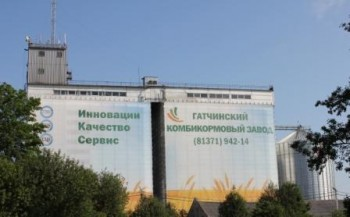 Инновации
Качество
Сервис
ГАТЧИНСКИЙ
КОМБИКОРМОВЫЙ ЗАВОД
(81371) 942-14